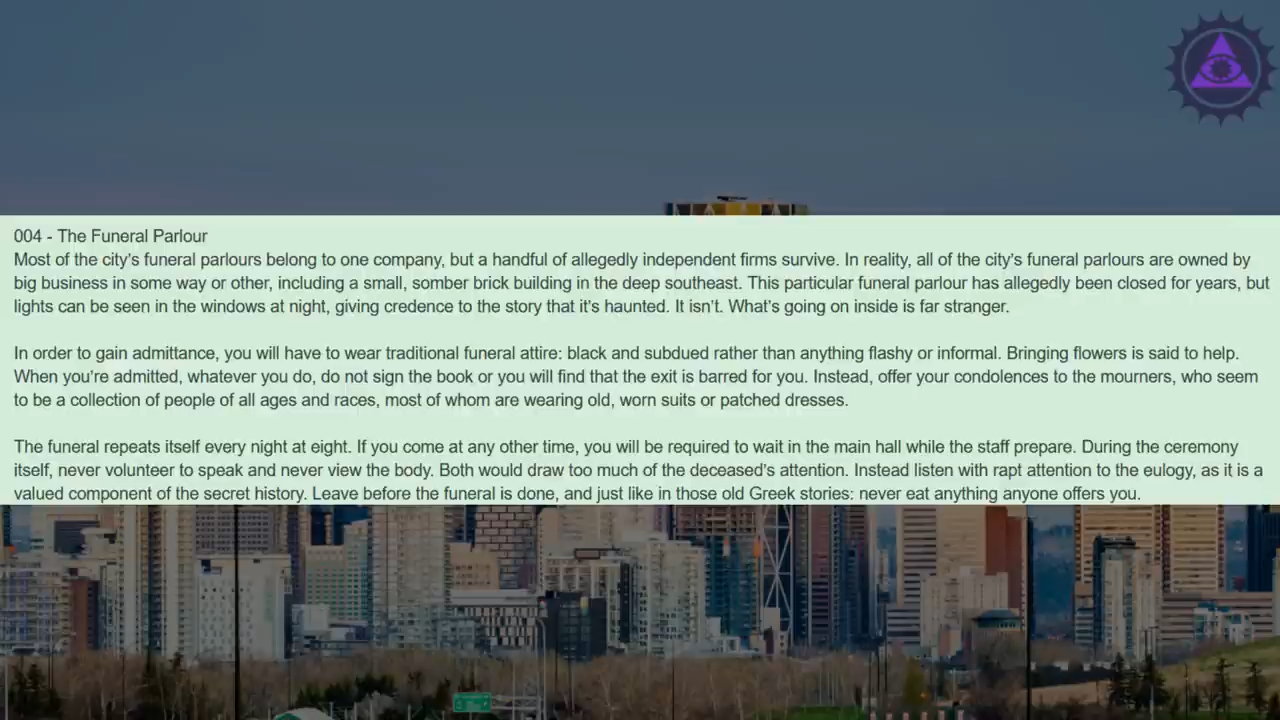 004 - The Funeral Parlour
Most of the city's funeral parlours belong to one company, but a handful of allegedly independent firms survive. In reality, all of the city's funeral parlours are owned by
big business in some way or other, including a small, somber brick building in the deep southeast. This particular funeral parlour has allegedly been closed for years, but
lights can be seen in the windows at night, giving credence to the story that it's haunted. It isn't. What's going on inside is far stranger.
In order to gain admittance, you will have to wear traditional funeral attire: black and subdued rather than anything flashy or informal. Bringing flowers is said to help.
When you're admitted, whatever you do, do not sign the book or you will find that the exit is barred for you. Instead, offer your condolences to the mourners, who seem
to be a collection of people of all ages and races, most of whom are wearing old, worn suits or patched dresses.
The funeral repeats itself every night at eight. If you come at any other time, you will be required to wait in the main hall while the staff prepare. During the ceremony
itself, never volunteer to speak and never view the body. Both would draw too much of the deceased's attention. Instead listen with rapt attention to the eulogy, as it is a
valued component of the secret history. Leave before the funeral is done, and just like in those old Greek stories: never eat anything anyone offers you.